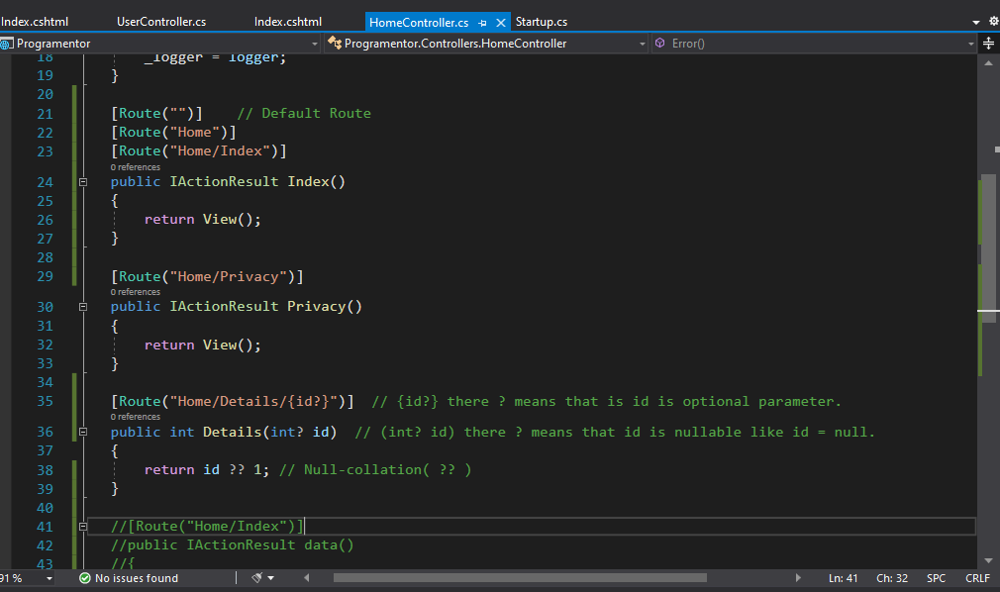 Index.cshtml UserController.cs Index.cshtml HomeController.cs Startup.cs
Programentor Programentor.Controllers.HomeController Error()
18 _logger = logger;
19 }
20
21 [Route("")] // Default Route
22 [Route("Home")]
23 [Route("Home/Index")]
0 references
24 public IActionResult Index()
25 {
26 return View();
27 }
28
29 [Route("Home/Privacy")]
0 references
30 public IActionResult Privacy()
31 {
32 return View();
33 }
34
35 [Route("Home/Details/{id?}")] // {id?} there ? means that is id is optional parameter.
0 references
36 public int Details(int? id) // (int? id) there ? means that id is nullable like id = null.
37 {
38 return id ?? 1; // Null-collation( ?? )
39 }
40
41 //[Route("Home/Index")]
42 //public IActionResult data()
43 //{
91 % No issues found Ln: 41 Ch: 32 SPC CRLF